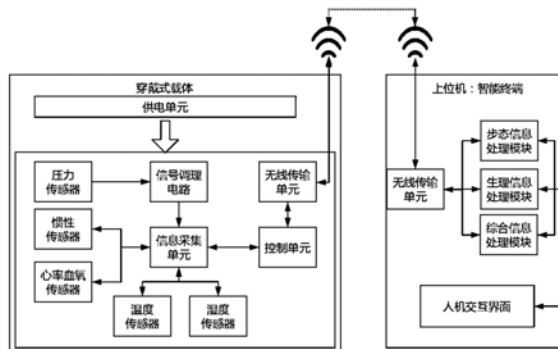 穿戴式载体
供电单元
压力
传感器
信号调理
电路
无线传输
单元
惯性
传感器
信息采集
单元
控制单元
心率血氧
传感器
温度
传感器
湿度
传感器
上位机：智能终端
步态信息
处理模块
无线传输
单元
生理信息
处理模块
综合信息
处理模块
人机交互界面